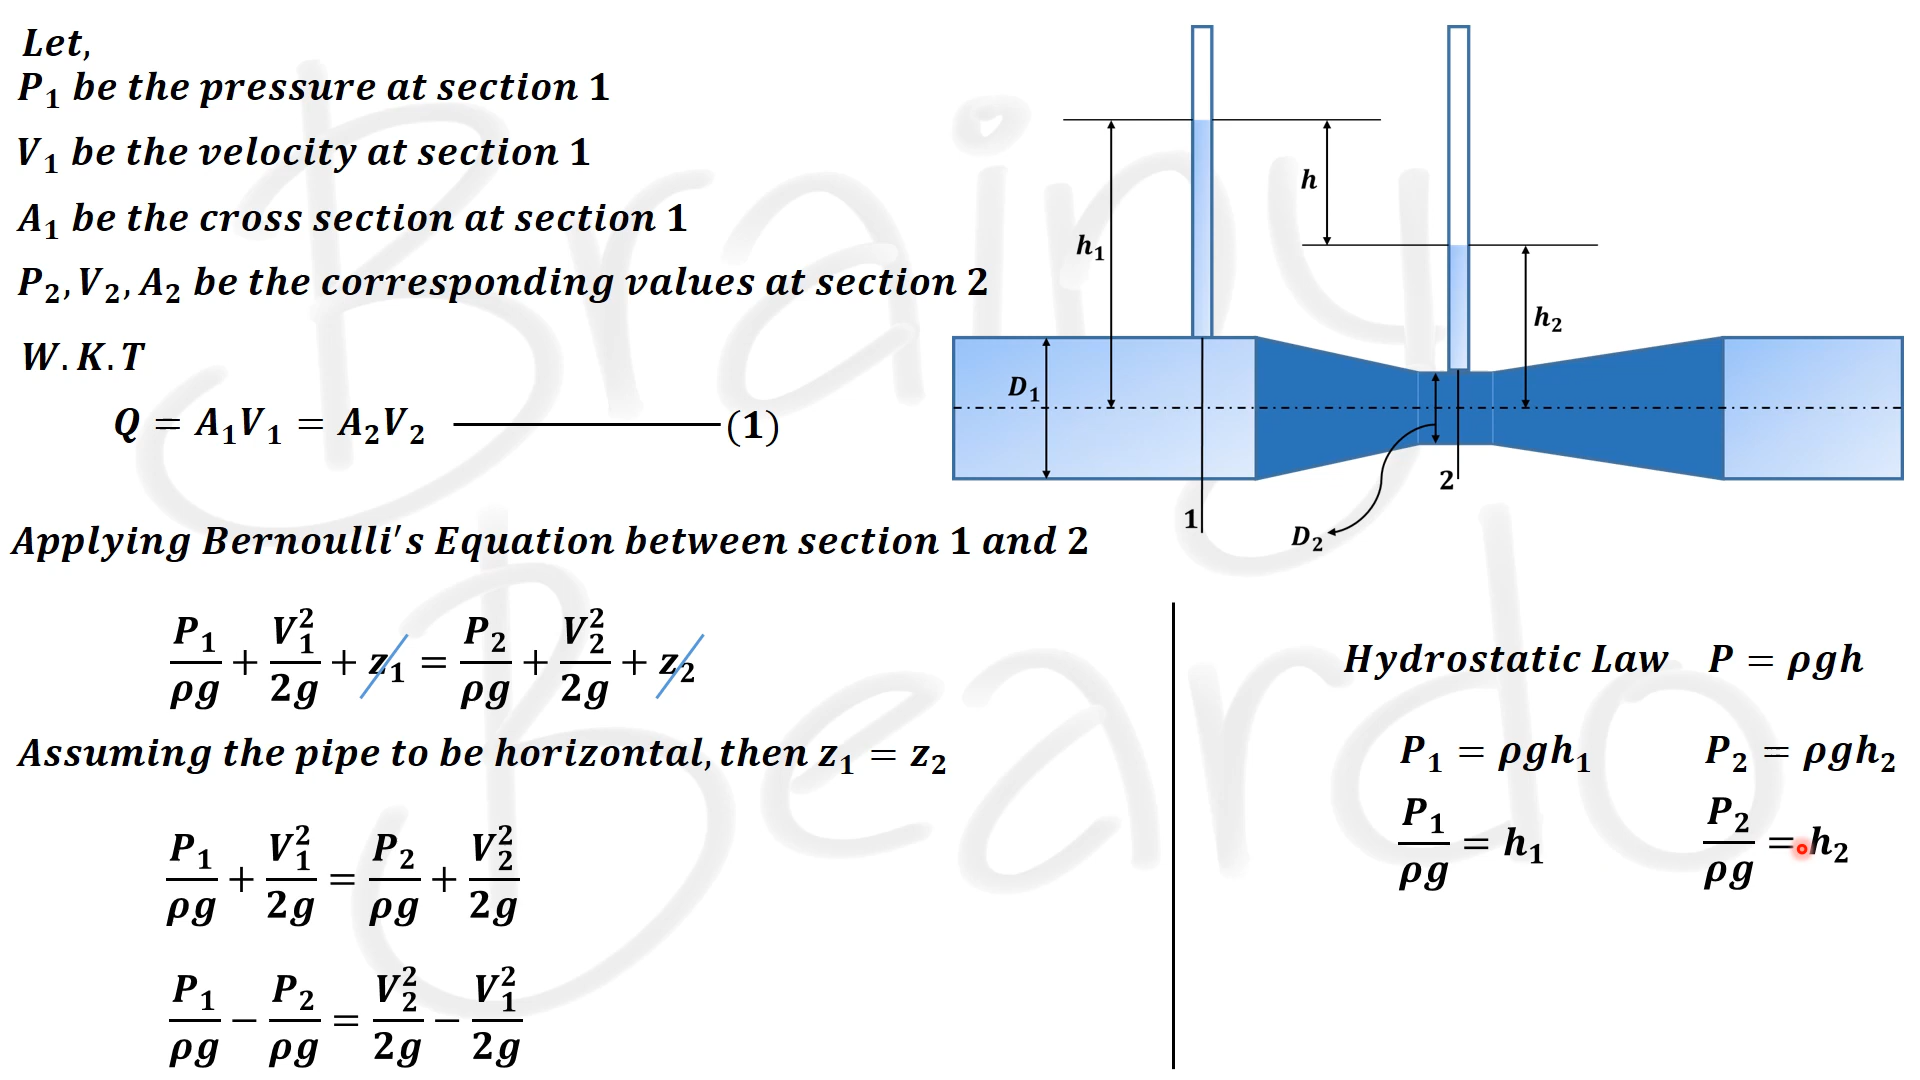 Let,
P₁ be the pressure at section 1
V₁ be the velocity at section 1
A₁ be the cross section at section 1
P₂, V₂, A₂ be the corresponding values at section 2
W.K.T
Q = A₁V₁ = A₂V₂ ———— (1)
h
h₁
h₂
D₁
2
1
D₂
Applying Bernoulli's Equation between section 1 and 2
P₁/ρg + V₁²/2g + z₁ = P₂/ρg + V₂²/2g + z₂
Assuming the pipe to be horizontal, then z₁ = z₂
P₁/ρg + V₁²/2g = P₂/ρg + V₂²/2g
P₁/ρg − P₂/ρg = V₂²/2g − V₁²/2g
Hydrostatic Law P = ρgh
P₁ = ρgh₁ P₂ = ρgh₂
P₁/ρg = h₁ P₂/ρg = h₂
Brainy
Beardo